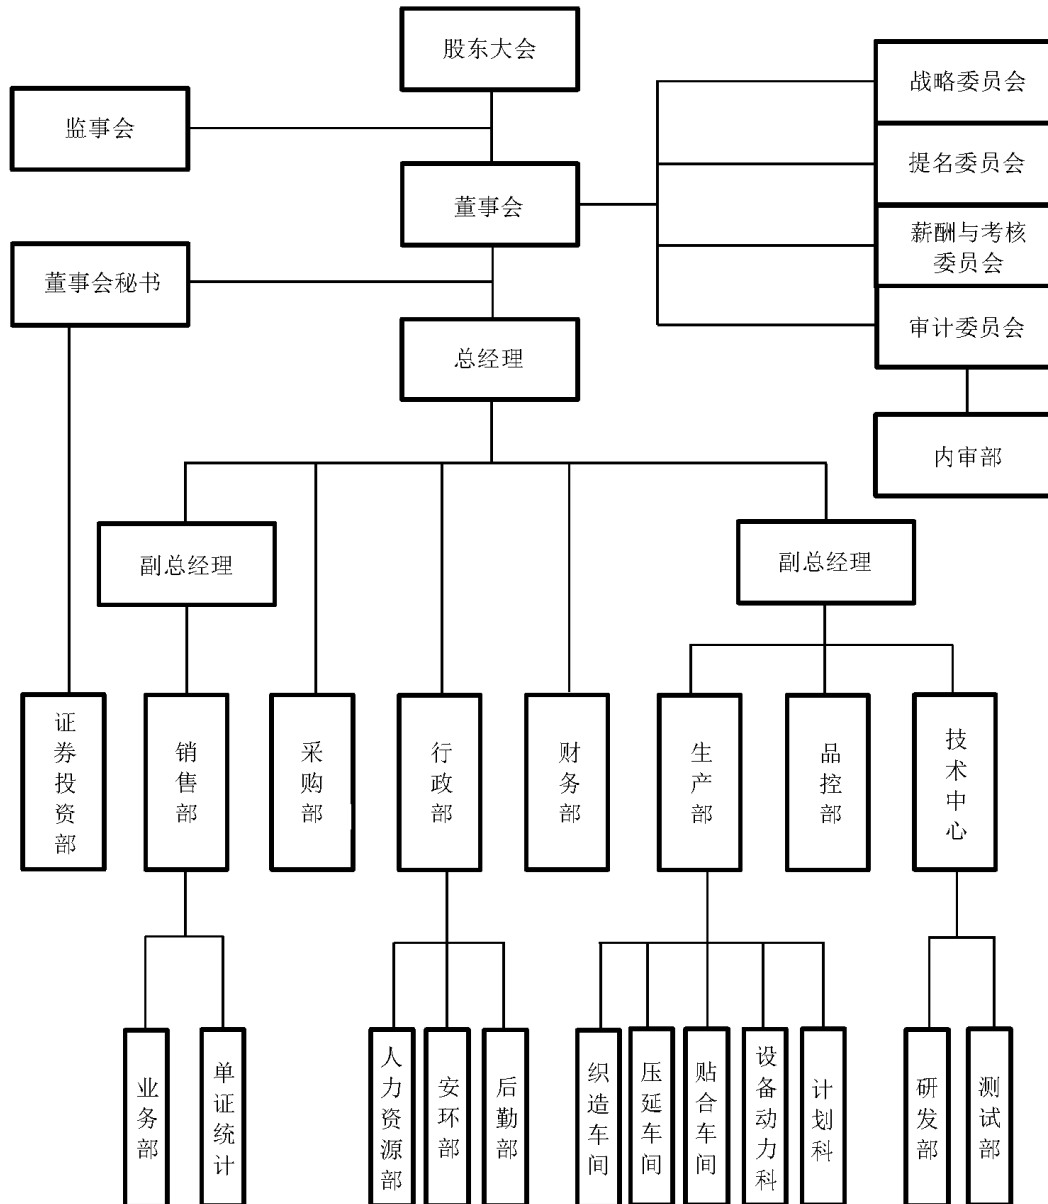 股东大会
战略委员会
监事会
提名委员会
董事会
薪酬与考核
委员会
董事会秘书
审计委员会
总经理
内审部
副总经理
副总经理
证券投资部
销售部
采购部
行政部
财务部
生产部
品控部
技术中心
业务部
单证统计
人力资源部
安环部
后勤部
织造车间
压延车间
贴合车间
设备动力科
计划科
研发部
测试部